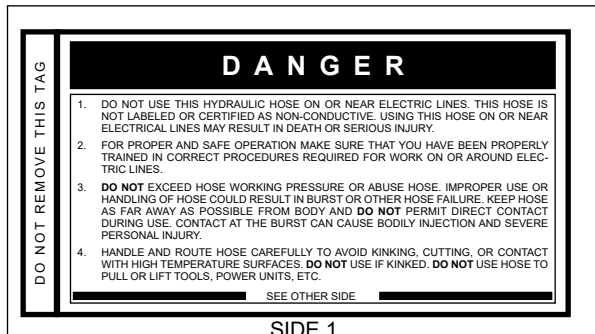 DO NOT REMOVE THIS TAG
DANGER
1. DO NOT USE THIS HYDRAULIC HOSE ON OR NEAR ELECTRIC LINES. THIS HOSE IS
NOT LABELED OR CERTIFIED AS NON-CONDUCTIVE. USING THIS HOSE ON OR NEAR
ELECTRICAL LINES MAY RESULT IN DEATH OR SERIOUS INJURY.
2. FOR PROPER AND SAFE OPERATION MAKE SURE THAT YOU HAVE BEEN PROPERLY
TRAINED IN CORRECT PROCEDURES REQUIRED FOR WORK ON OR AROUND ELEC-
TRIC LINES.
3. DO NOT EXCEED HOSE WORKING PRESSURE OR ABUSE HOSE. IMPROPER USE OR
HANDLING OF HOSE COULD RESULT IN BURST OR OTHER HOSE FAILURE. KEEP HOSE
AS FAR AWAY AS POSSIBLE FROM BODY AND DO NOT PERMIT DIRECT CONTACT
DURING USE. CONTACT AT THE BURST CAN CAUSE BODILY INJECTION AND SEVERE
PERSONAL INJURY.
4. HANDLE AND ROUTE HOSE CAREFULLY TO AVOID KINKING, CUTTING, OR CONTACT
WITH HIGH TEMPERATURE SURFACES. DO NOT USE IF KINKED. DO NOT USE HOSE TO
PULL OR LIFT TOOLS, POWER UNITS, ETC.
SEE OTHER SIDE
SIDE 1